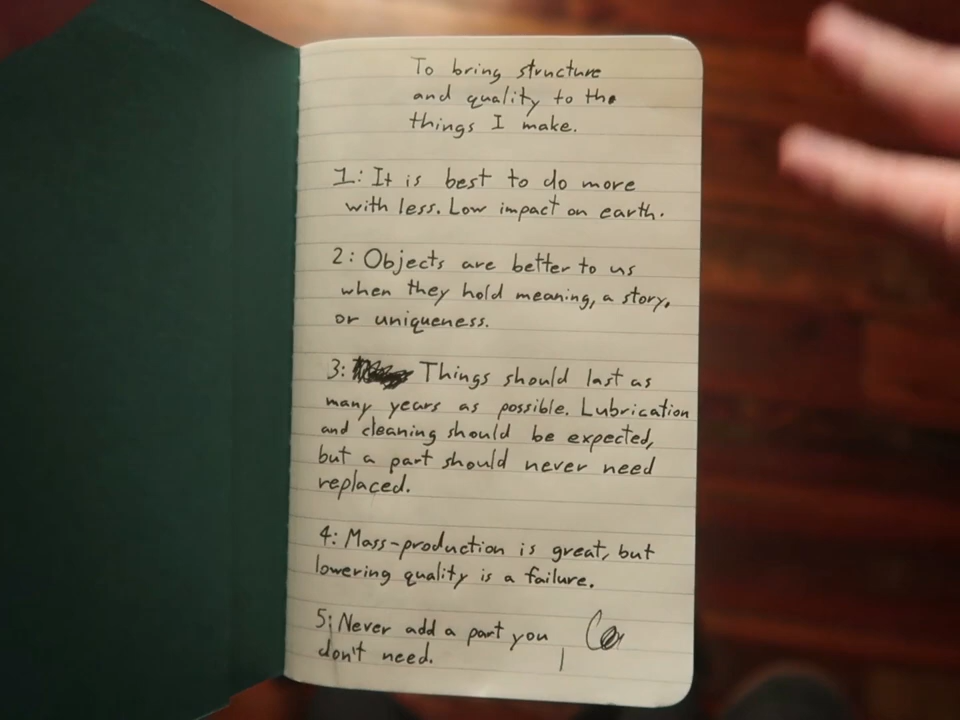 To bring structure
and quality to the
things I make.
1: It is best to do more
with less. Low impact on earth.
2: Objects are better to us
when they hold meaning, a story,
or uniqueness.
3: Things should last as
many years as possible. Lubrication
and cleaning should be expected,
but a part should never need
replaced.
4: Mass-production is great, but
lowering quality is a failure.
5: Never add a part you
don't need.